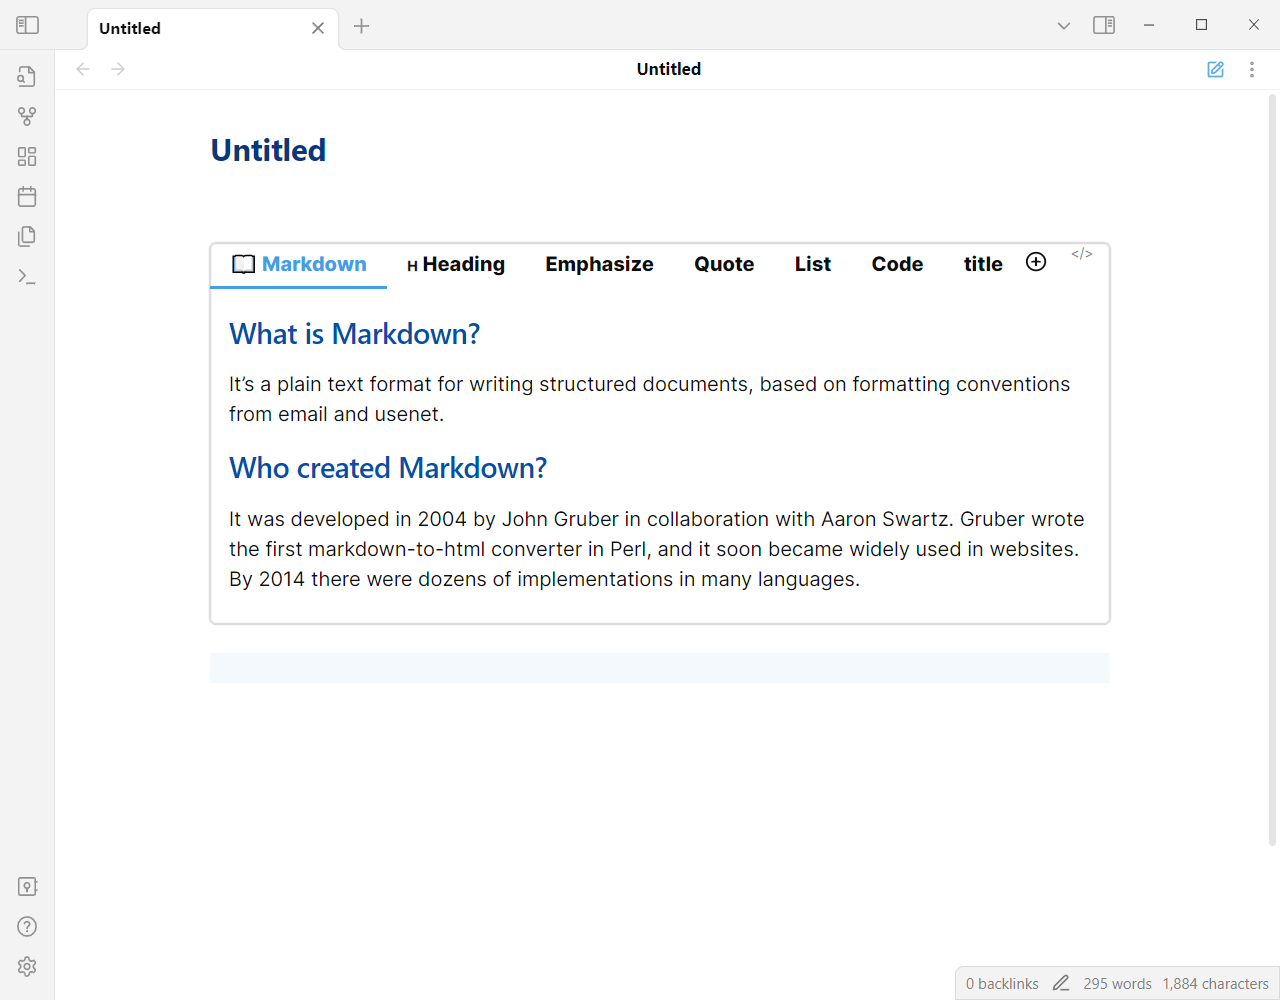 Untitled
Untitled
Untitled
Markdown H Heading Emphasize Quote List Code title </>
What is Markdown?
It’s a plain text format for writing structured documents, based on formatting conventions
from email and usenet.
Who created Markdown?
It was developed in 2004 by John Gruber in collaboration with Aaron Swartz. Gruber wrote
the first markdown-to-html converter in Perl, and it soon became widely used in websites.
By 2014 there were dozens of implementations in many languages.
0 backlinks 295 words 1,884 characters